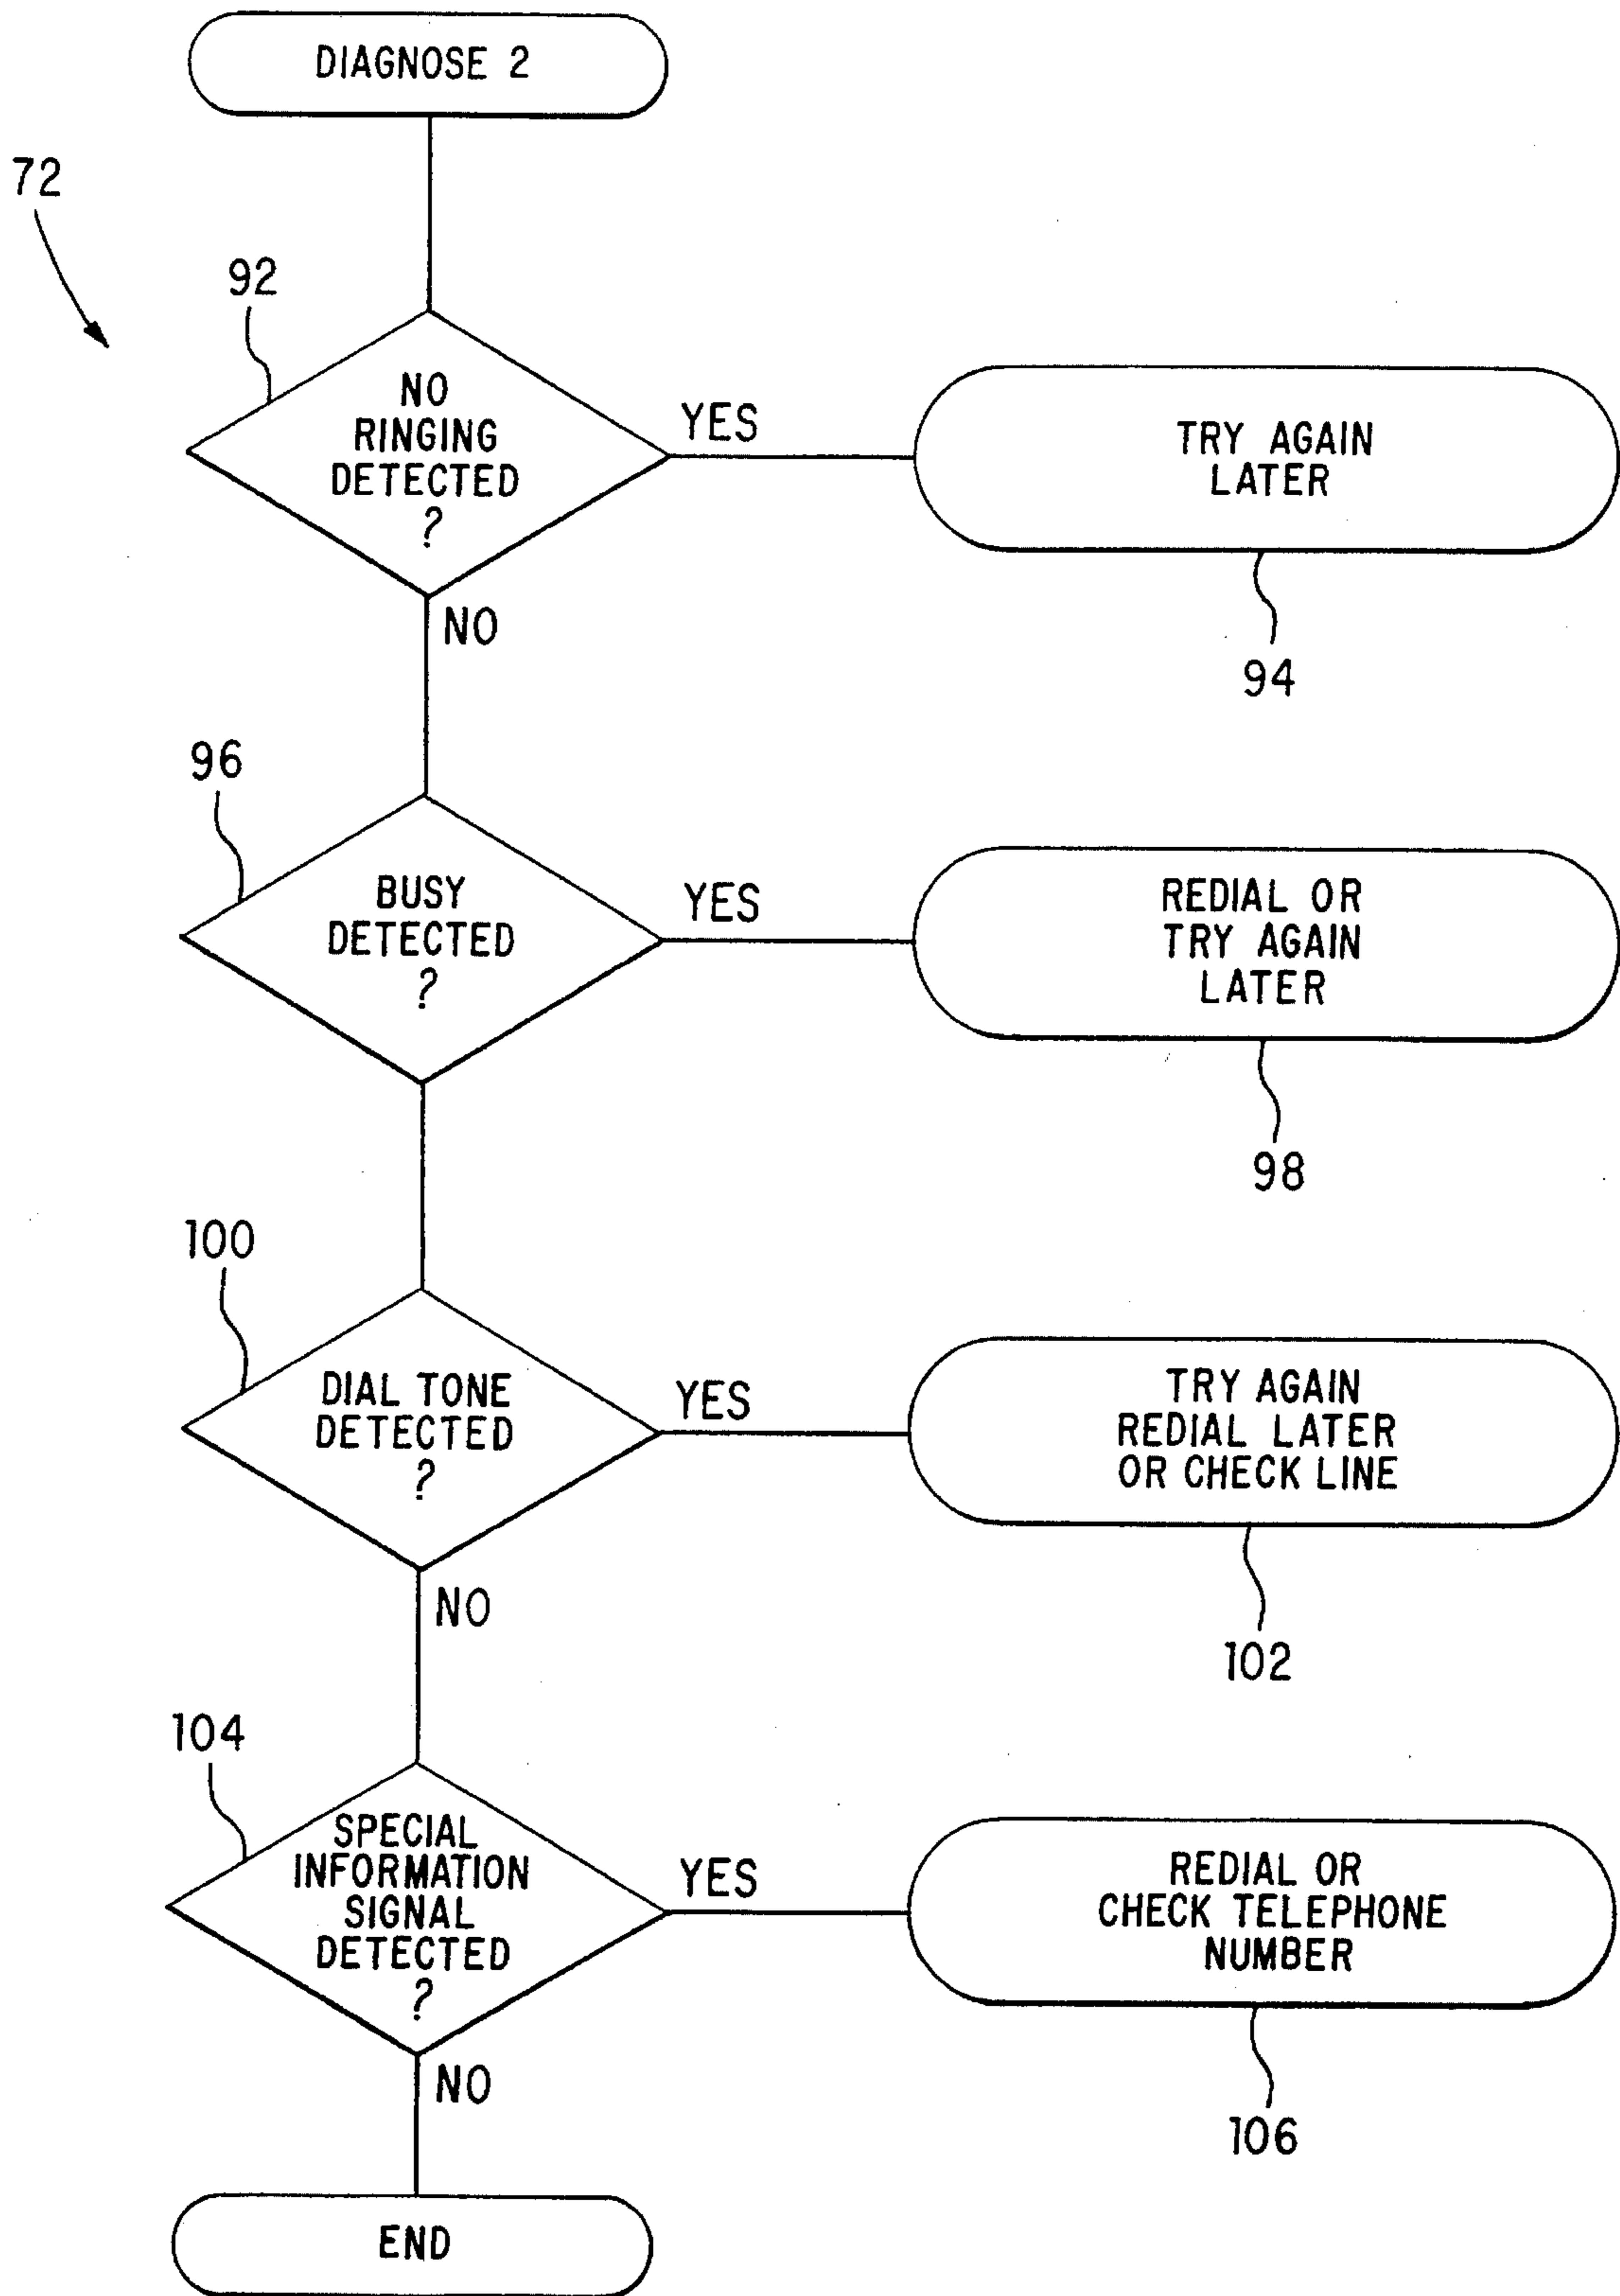 DIAGNOSE 2
72
92
NO
RINGING
DETECTED
?
YES
TRY AGAIN
LATER
94
NO
96
BUSY
DETECTED
?
YES
REDIAL OR
TRY AGAIN
LATER
98
100
DIAL TONE
DETECTED
?
YES
TRY AGAIN
REDIAL LATER
OR CHECK LINE
102
NO
104
SPECIAL
INFORMATION
SIGNAL
DETECTED
?
YES
REDIAL OR
CHECK TELEPHONE
NUMBER
106
NO
END